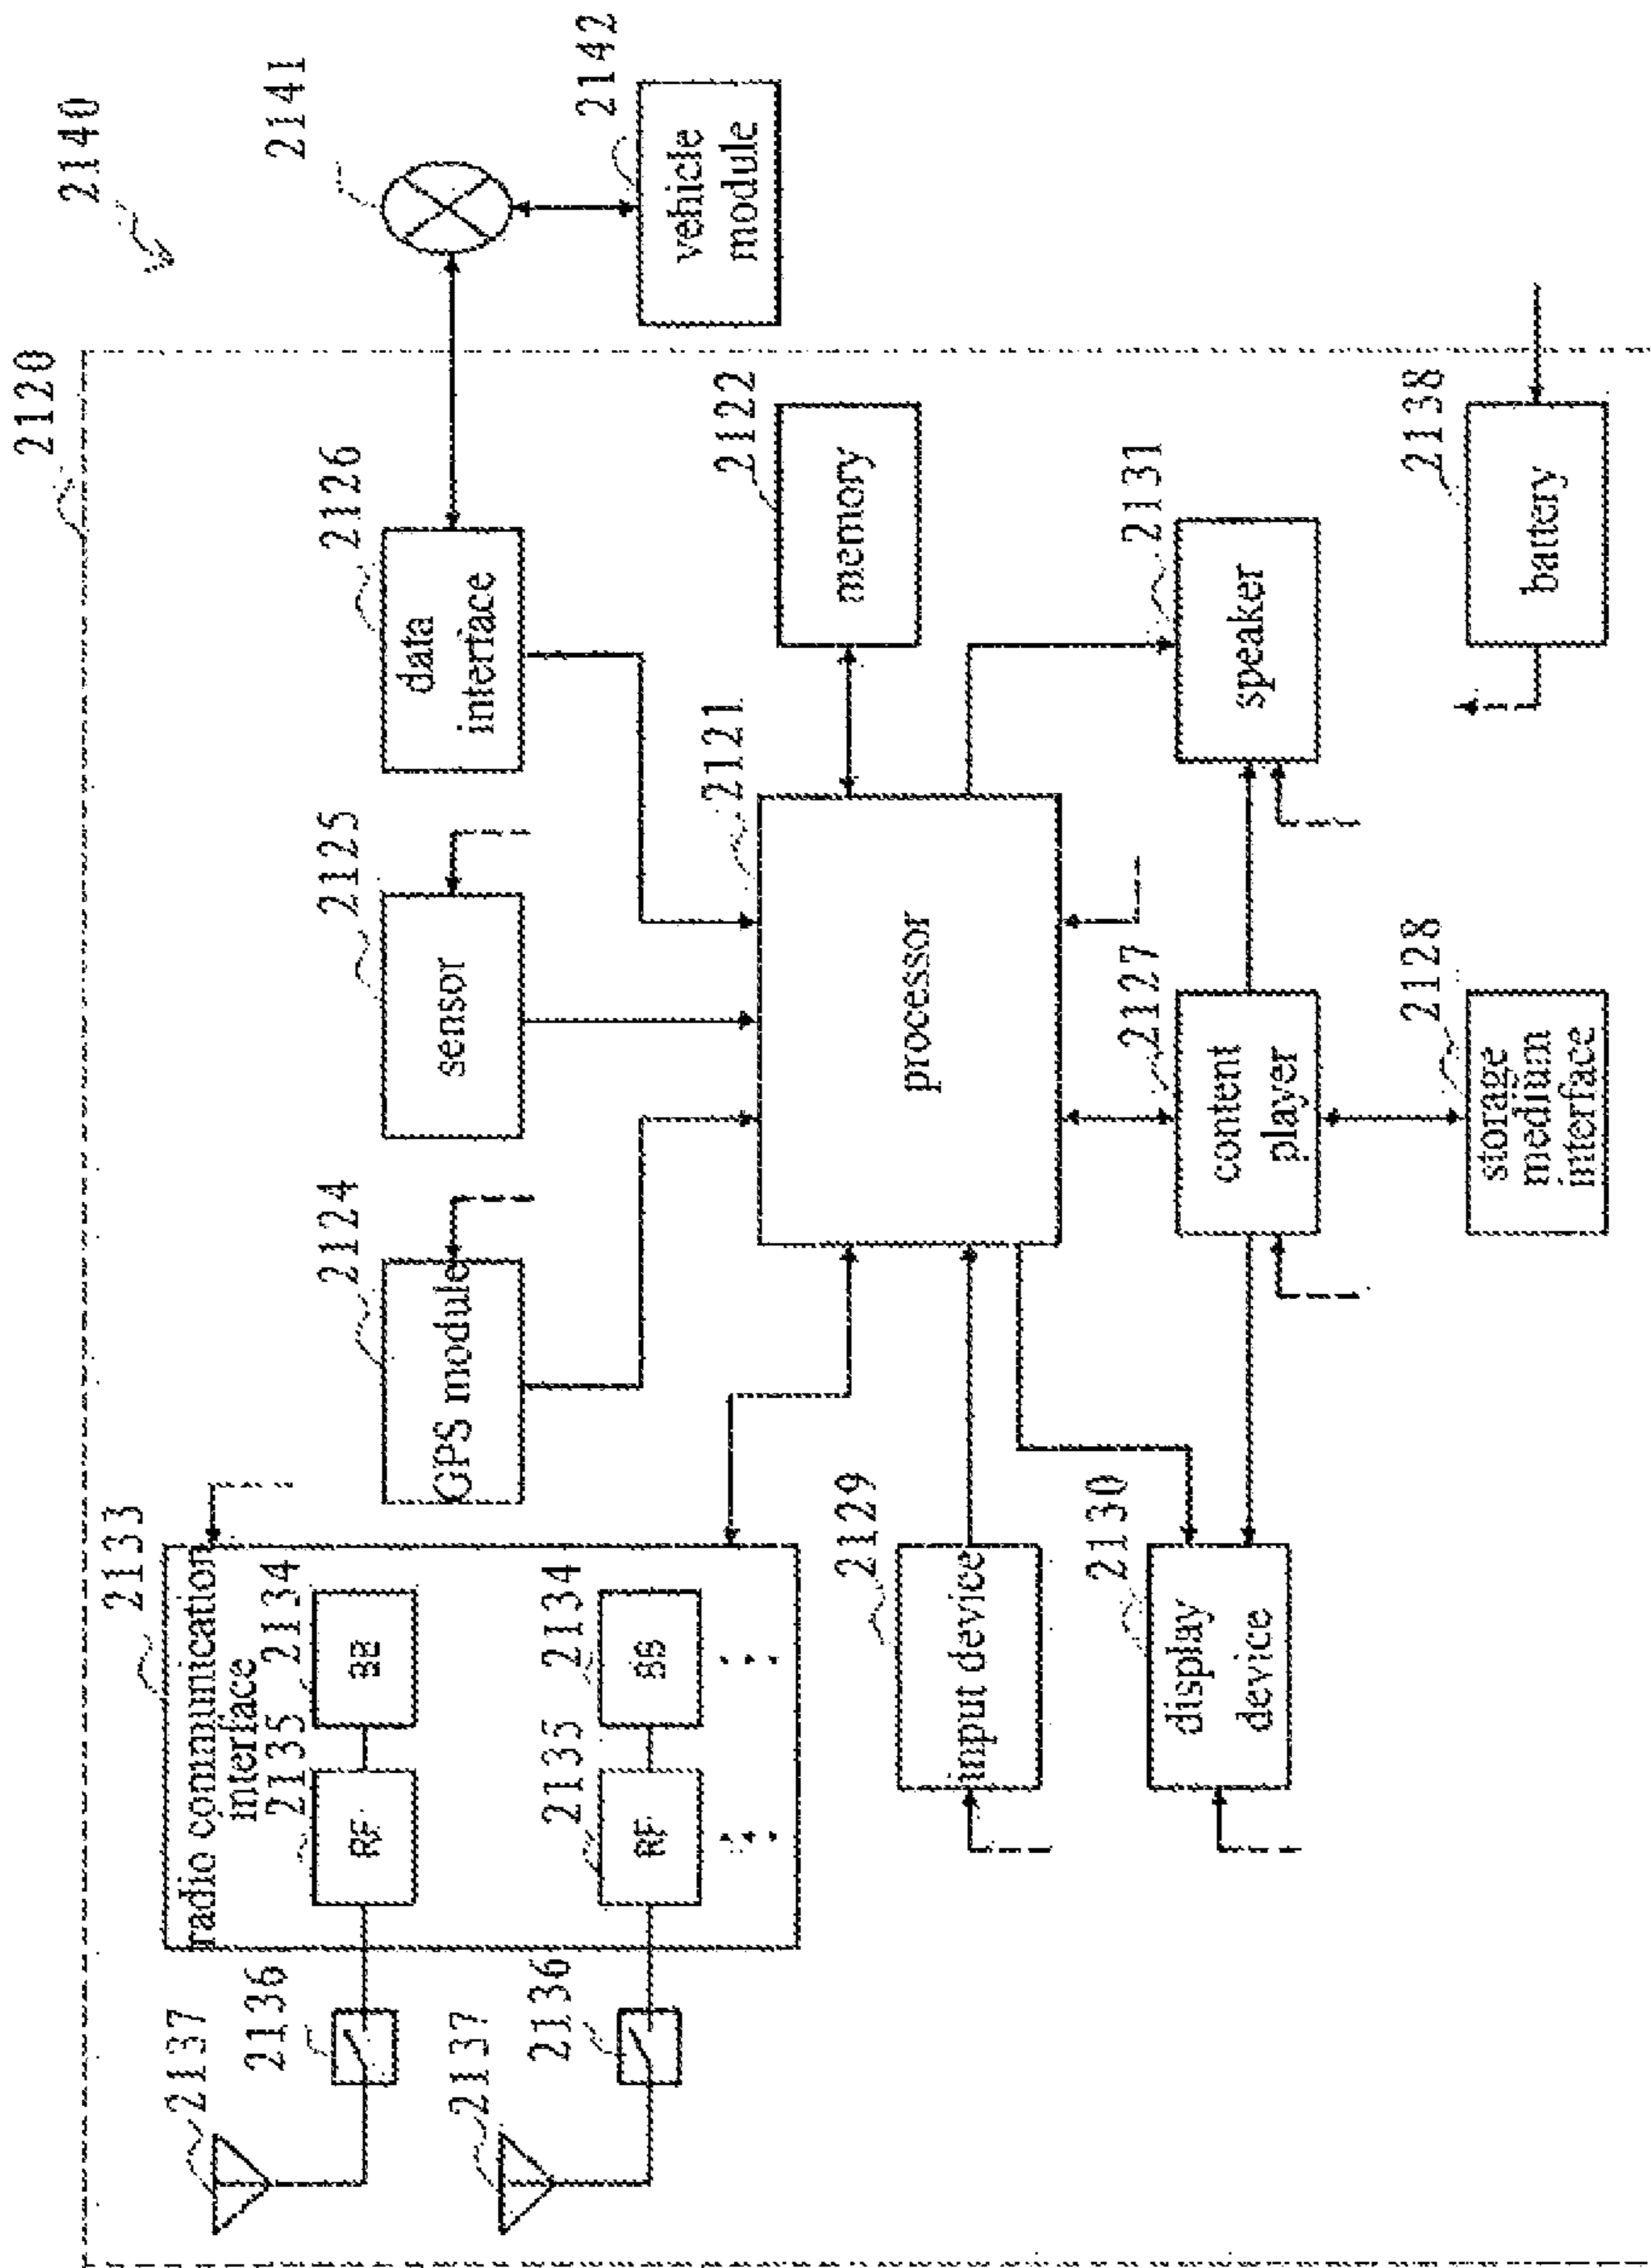 2140
2120
2133
radio communication
interface
2137
2136
2135
RF
2134
BB
2137
2136
2135
RF
2134
BB
2124
GPS module
2125
sensor
2126
data
interface
2141
2142
vehicle
module
2121
processor
2122
memory
2129
input device
2130
display
device
2127
content
player
2131
speaker
2128
storage
medium
interface
2138
battery